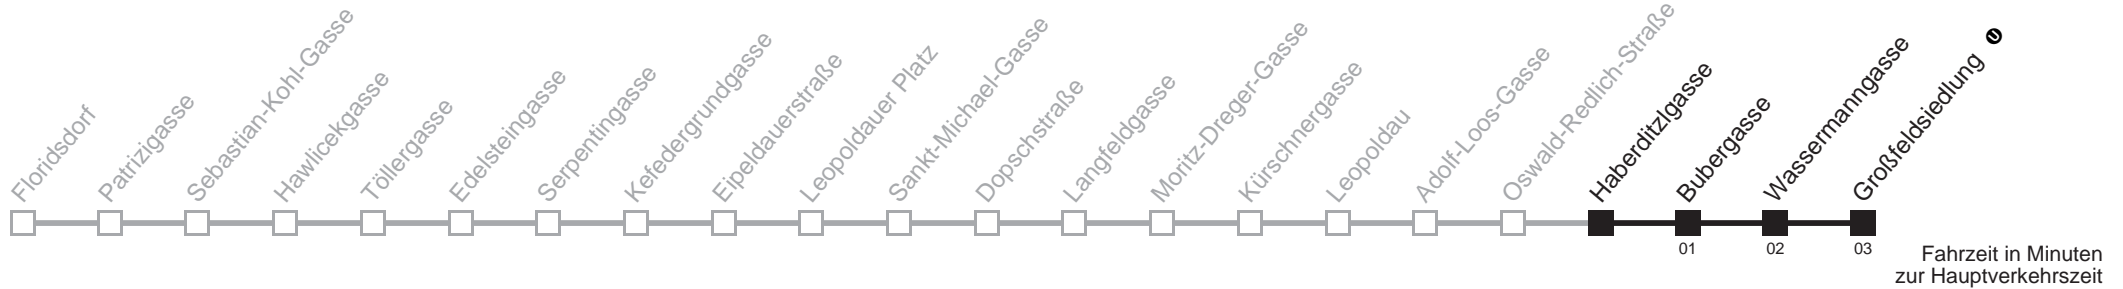 Floridsdorf
Patrizigasse
Sebastian-Kohl-Gasse
Hawlicekgasse
Töllergasse
Edelsteingasse
Serpentingasse
Kefedergrundgasse
Eipeldauerstraße
Leopoldauer Platz
Sankt-Michael-Gasse
Dopschstraße
Langfeldgasse
Moritz-Dreger-Gasse
Kürschnergasse
Leopoldau
Adolf-Loos-Gasse
Oswald-Redlich-Straße
Haberditzlgasse
Bubergasse
Wassermanngasse
Großfeldsiedlung U
01 02 03
Fahrzeit in Minuten
zur Hauptverkehrszeit